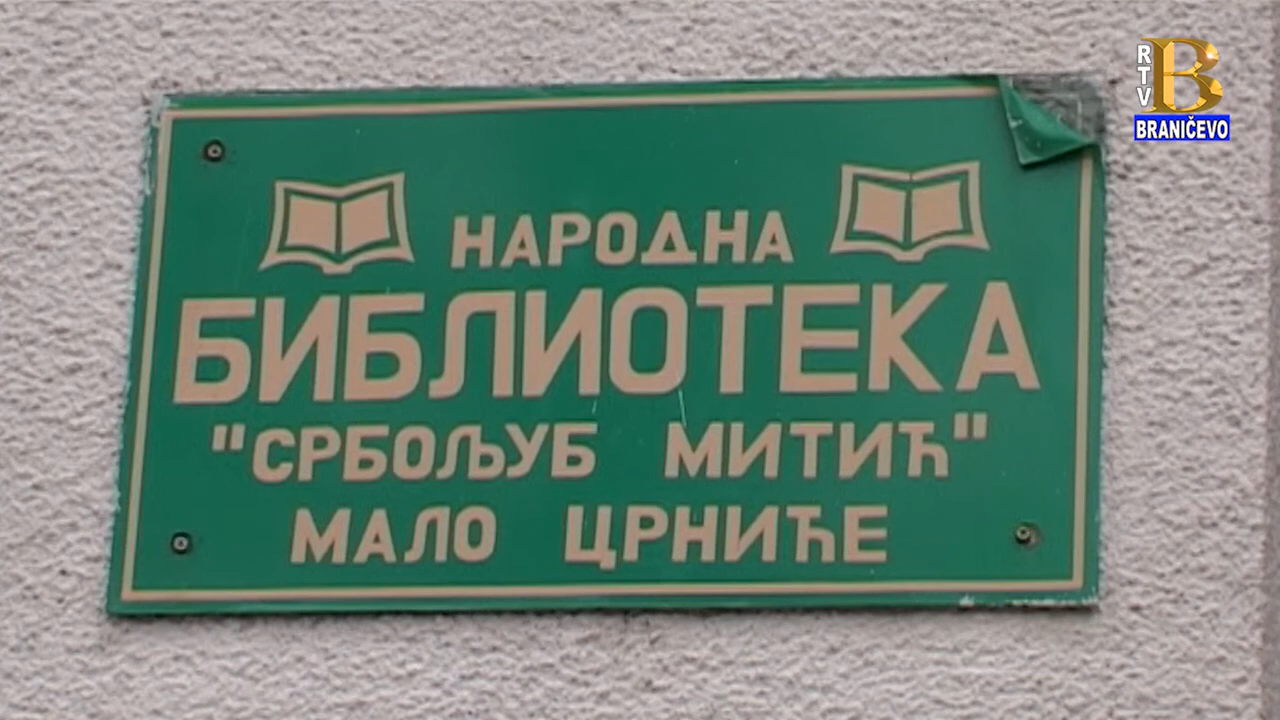 НАРОДНА
БИБЛИОТЕКА
"СРБОЉУБ МИТИЋ"
МАЛО ЦРНИЋЕ
RTV B
BRANIČEVO